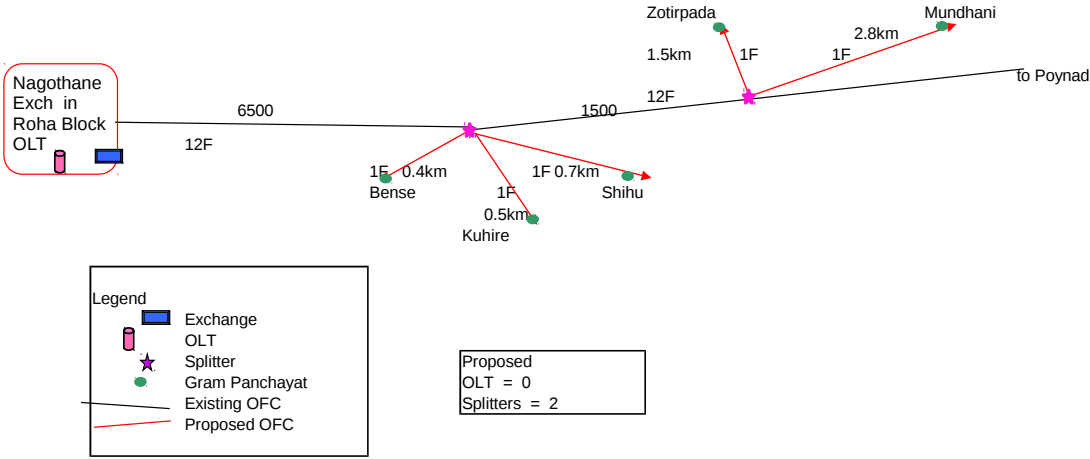 Zotirpada
Mundhani
2.8km
1.5km
1F
1F
to Poynad
Nagothane
Exch in
Roha Block
OLT
6500
12F
1500
12F
1F 0.4km
Bense
1F
0.5km
Kuhire
1F 0.7km
Shihu
Legend
Exchange
OLT
Splitter
Gram Panchayat
Existing OFC
Proposed OFC
Proposed
OLT = 0
Splitters = 2